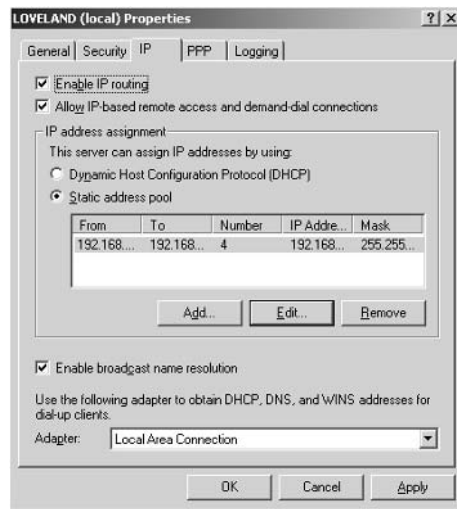 LOVELAND (local) Properties
General Security IP PPP Logging
Enable IP routing
Allow IP-based remote access and demand-dial connections
IP address assignment
This server can assign IP addresses by using:
Dynamic Host Configuration Protocol (DHCP)
Static address pool
From To Number IP Addre... Mask
192.168.... 192.168... 4 192.168... 255.255...
Add... Edit... Remove
Enable broadcast name resolution
Use the following adapter to obtain DHCP, DNS, and WINS addresses for
dial-up clients.
Adapter: Local Area Connection
OK Cancel Apply